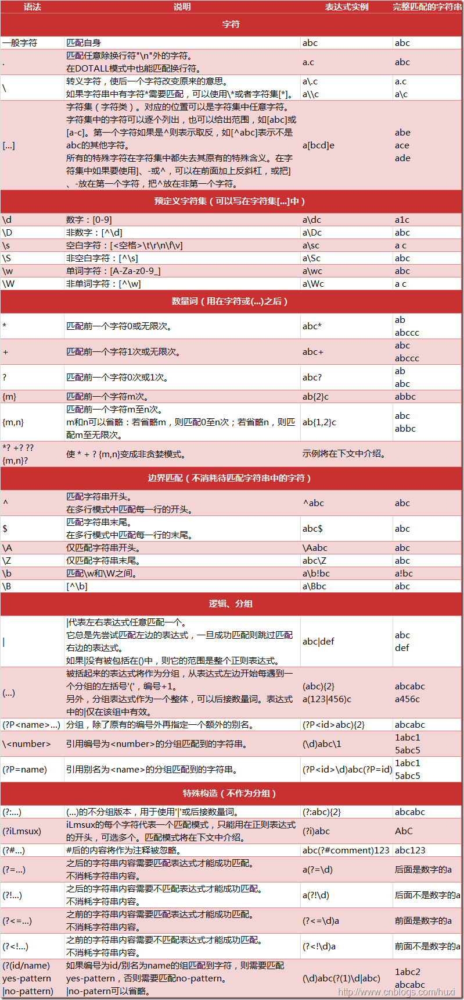 语法 说明 表达式实例 完整匹配的字符串
字符
一般字符 匹配自身 abc abc
. 匹配任意除换行符"\n"外的字符。
在DOTALL模式中也能匹配换行符。 a.c abc
\ 转义字符，使后一个字符改变原来的意思。
如果字符串中有字符*需要匹配，可以使用\*或者字符集[*]。 a\.c
a\\c a.c
a\c
[...] 字符集（字符类）。对应的位置可以是字符集中任意字符。
字符集中的字符可以逐个列出，也可以给出范围，如[abc]或
[a-c]。第一个字符如果是^则表示取反，如[^abc]表示不是
abc的其他字符。
所有的特殊字符在字符集中都失去其原有的特殊含义。在字
符集中如果要使用]、-或^，可以在前面加上反斜杠，或把]
、-放在第一个字符，把^放在非第一个字符。 a[bcd]e abe
ace
ade
预定义字符集（可以写在字符集[...]中）
\d 数字：[0-9] a\dc a1c
\D 非数字：[^\d] a\Dc abc
\s 空白字符：[<空格>\t\r\n\f\v] a\sc a c
\S 非空白字符：[^\s] a\Sc abc
\w 单词字符：[A-Za-z0-9_] a\wc abc
\W 非单词字符：[^\w] a\Wc a c
数量词（用在字符或(...)之后）
* 匹配前一个字符0或无限次。 abc* ab
abccc
+ 匹配前一个字符1次或无限次。 abc+ abc
abccc
? 匹配前一个字符0次或1次。 abc? ab
abc
{m} 匹配前一个字符m次。 ab{2}c abbc
{m,n} 匹配前一个字符m至n次。
m和n可以省略：若省略m，则匹配0至n次；若省略n，则匹
配m至无限次。 ab{1,2}c abc
abbc
*? +? ??
{m,n}? 使 * + ? {m,n}变成非贪婪模式。 示例将在下文中介绍。
边界匹配（不消耗待匹配字符串中的字符）
^ 匹配字符串开头。
在多行模式中匹配每一行的开头。 ^abc abc
$ 匹配字符串末尾。
在多行模式中匹配每一行的末尾。 abc$ abc
\A 仅匹配字符串开头。 \Aabc abc
\Z 仅匹配字符串末尾。 abc\Z abc
\b 匹配\w和\W之间。 a\b!bc a!bc
\B [^\b] a\Bbc abc
逻辑、分组
| |代表左右表达式任意匹配一个。
它总是先尝试匹配左边的表达式，一旦成功匹配则跳过匹配
右边的表达式。
如果|没有被包括在()中，则它的范围是整个正则表达式。 abc|def abc
def
(...) 被括起来的表达式将作为分组，从表达式左边开始每遇到一
个分组的左括号'('，编号+1。
另外，分组表达式作为一个整体，可以后接数量词。表达式
中的|仅在该组中有效。 (abc){2}
a(123|456)c abcabc
a456c
(?P<name>...) 分组，除了原有的编号外再指定一个额外的别名。 (?P<id>abc){2} abcabc
\<number> 引用编号为<number>的分组匹配到的字符串。 (\d)abc\1 1abc1
5abc5
(?P=name) 引用别名为<name>的分组匹配到的字符串。 (?P<id>\d)abc(?P=id) 1abc1
5abc5
特殊构造（不作为分组）
(?:...) (...)的不分组版本，用于使用'|'或后接数量词。 (?:abc){2} abcabc
(?iLmsux) iLmsux的每个字符代表一个匹配模式，只能用在正则表达式
的开头，可选多个。匹配模式将在下文中介绍。 (?i)abc AbC
(?#...) #后的内容将作为注释被忽略。 abc(?#comment)123 abc123
(?=...) 之后的字符串内容需要匹配表达式才能成功匹配。
不消耗字符串内容。 a(?=\d) 后面是数字的a
(?!...) 之后的字符串内容需要不匹配表达式才能成功匹配。
不消耗字符串内容。 a(?!\d) 后面不是数字的a
(?<=...) 之前的字符串内容需要匹配表达式才能成功匹配。
不消耗字符串内容。 (?<=\d)a 前面是数字的a
(?<!...) 之前的字符串内容需要不匹配表达式才能成功匹配。
不消耗字符串内容。 (?<!\d)a 前面不是数字的a
(?(id/name)
yes-pattern
|no-pattern) 如果编号为id/别名为name的组匹配到字符，则需要匹配
yes-pattern，否则需要匹配no-pattern。
|no-patern可以省略。 (\d)abc(?(1)\d|abc) 1abc2
abcabc
http://www.cnblogs.com/huxi